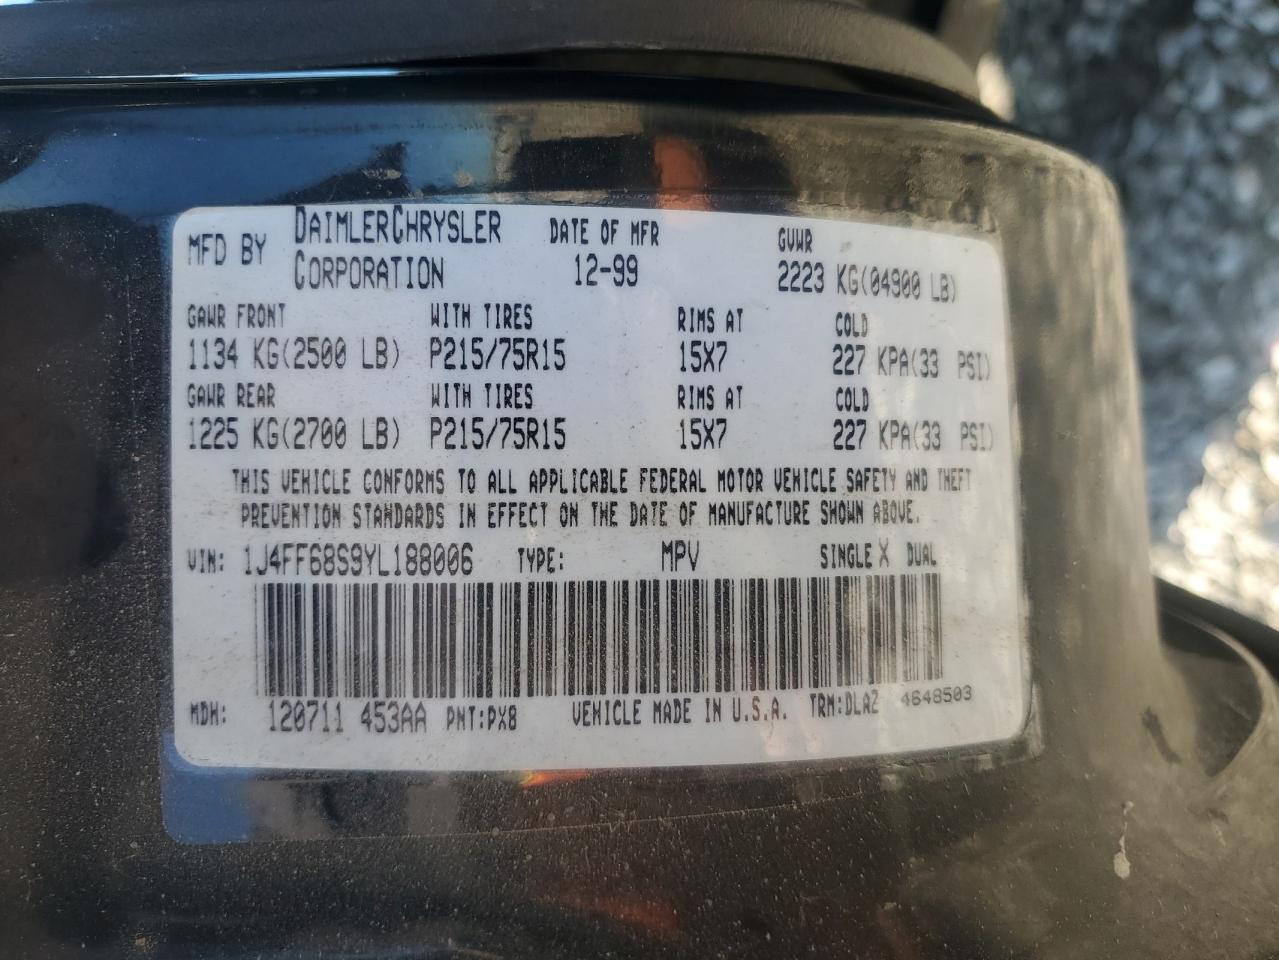 MFD BY DAIMLERCHRYSLER CORPORATION DATE OF MFR 12-99 GVWR 2223 KG(04900 LB)
GAWR FRONT WITH TIRES RIMS AT COLD
1134 KG(2500 LB) P215/75R15 15X7 227 KPA(33 PSI)
GAWR REAR WITH TIRES RIMS AT COLD
1225 KG(2700 LB) P215/75R15 15X7 227 KPA(33 PSI)
THIS VEHICLE CONFORMS TO ALL APPLICABLE FEDERAL MOTOR VEHICLE SAFETY AND THEFT
PREVENTION STANDARDS IN EFFECT ON THE DATE OF MANUFACTURE SHOWN ABOVE.
VIN: 1J4FF68S9YL188006 TYPE: MPV SINGLE X DUAL
MDH: 120711 453AA PNT:PX8 VEHICLE MADE IN U.S.A. TRM:DLAZ 4648503